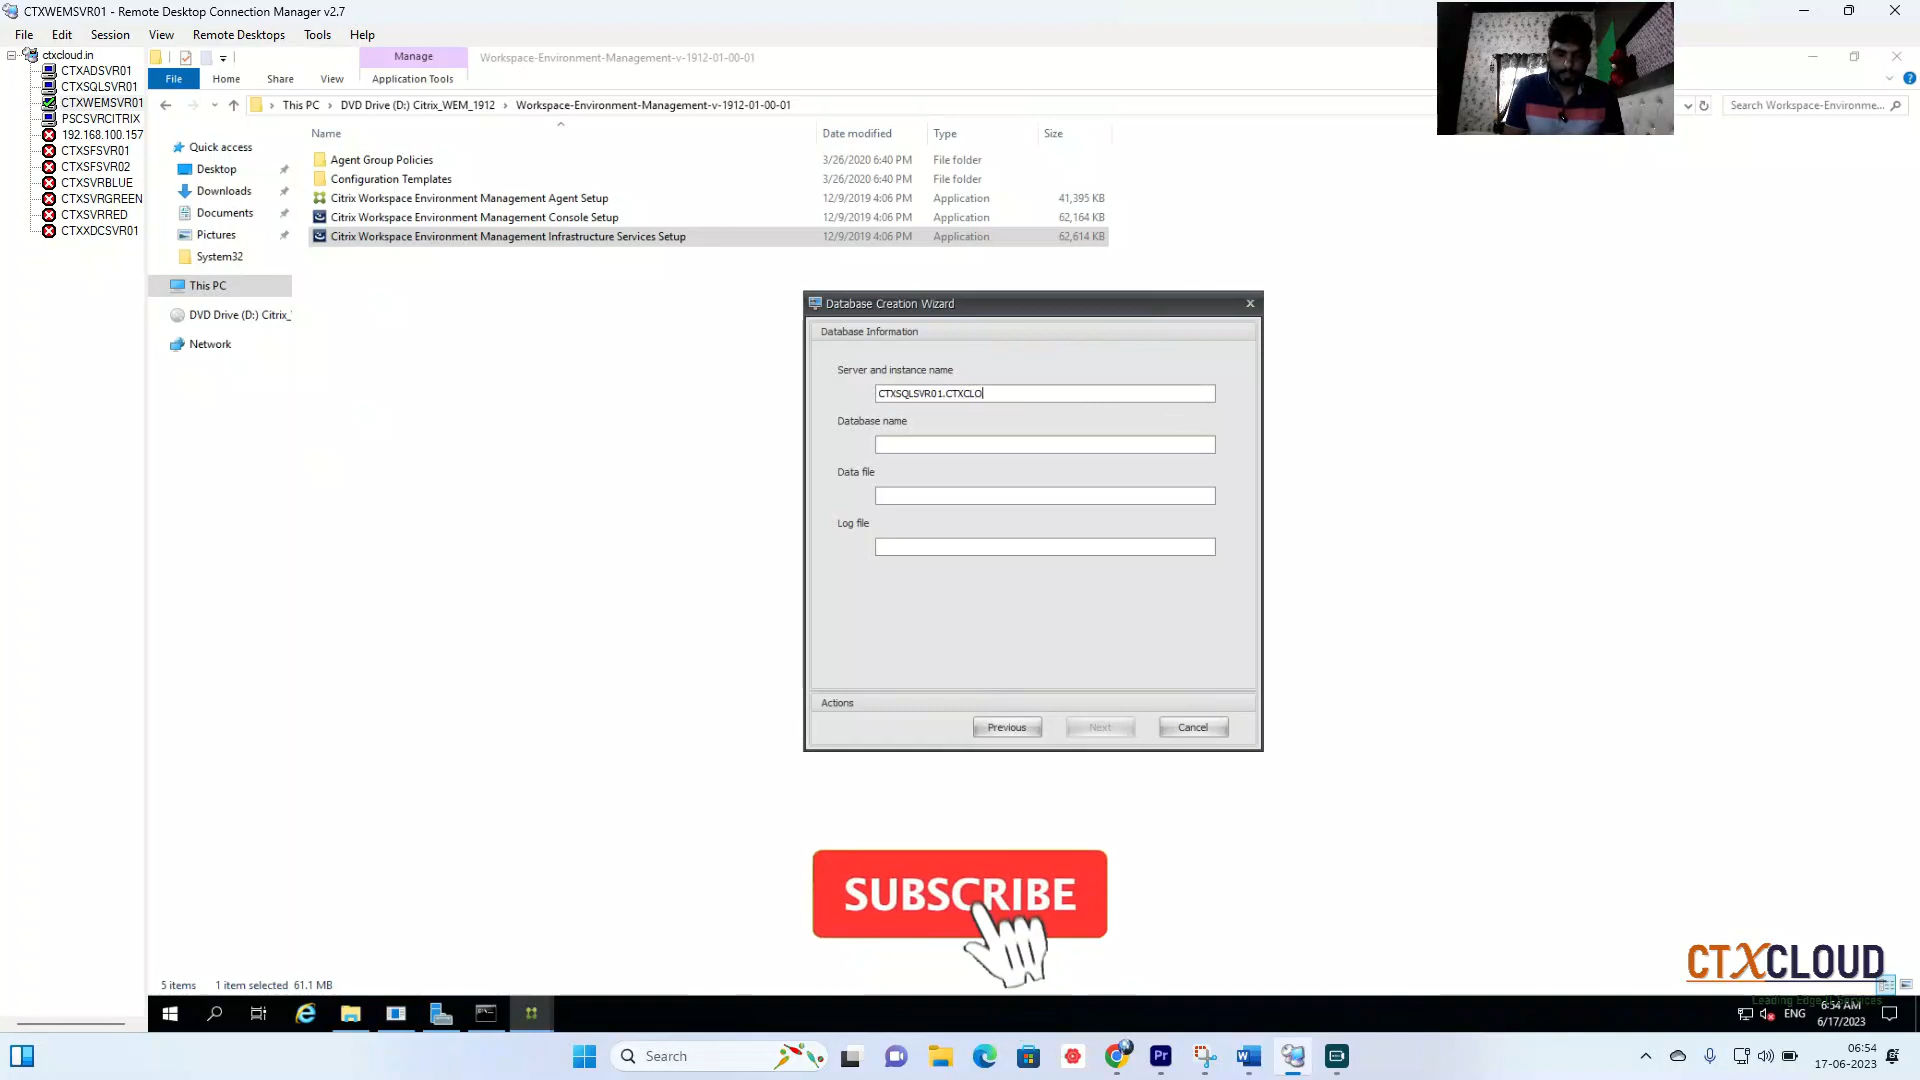 CTXWEMSVR01 - Remote Desktop Connection Manager v2.7
File Edit Session View Remote Desktops Tools Help
ctxcloud.in
CTXADSVR01
CTXSQLSVR01
CTXWEMSVR01
PSCSVRCITRIX
192.168.100.157
CTXSFSVR01
CTXSFSVR02
CTXSVRBLUE
CTXSVRGREEN
CTXSVRRED
CTXXDCSVR01
Manage
Workspace-Environment-Management-v-1912-01-00-01
File Home Share View Application Tools
This PC DVD Drive (D:) Citrix_WEM_1912 Workspace-Environment-Management-v-1912-01-00-01
Search Workspace-Environme...
Quick access
Desktop
Downloads
Documents
Pictures
System32
This PC
DVD Drive (D:) Citrix_
Network
Name Date modified Type Size
Agent Group Policies 3/26/2020 6:40 PM File folder
Configuration Templates 3/26/2020 6:40 PM File folder
Citrix Workspace Environment Management Agent Setup 12/9/2019 4:06 PM Application 41,395 KB
Citrix Workspace Environment Management Console Setup 12/9/2019 4:06 PM Application 62,164 KB
Citrix Workspace Environment Management Infrastructure Services Setup 12/9/2019 4:06 PM Application 62,614 KB
Database Creation Wizard
Database Information
Server and instance name
CTXSQLSVR01.CTXCLO
Database name
Data file
Log file
Actions
Previous Next Cancel
SUBSCRIBE
CTXCLOUD
Leading Edge IT Services
5 items 1 item selected 61.1 MB
ENG
6:54 AM
6/17/2023
Search
Pr
06:54
17-06-2023